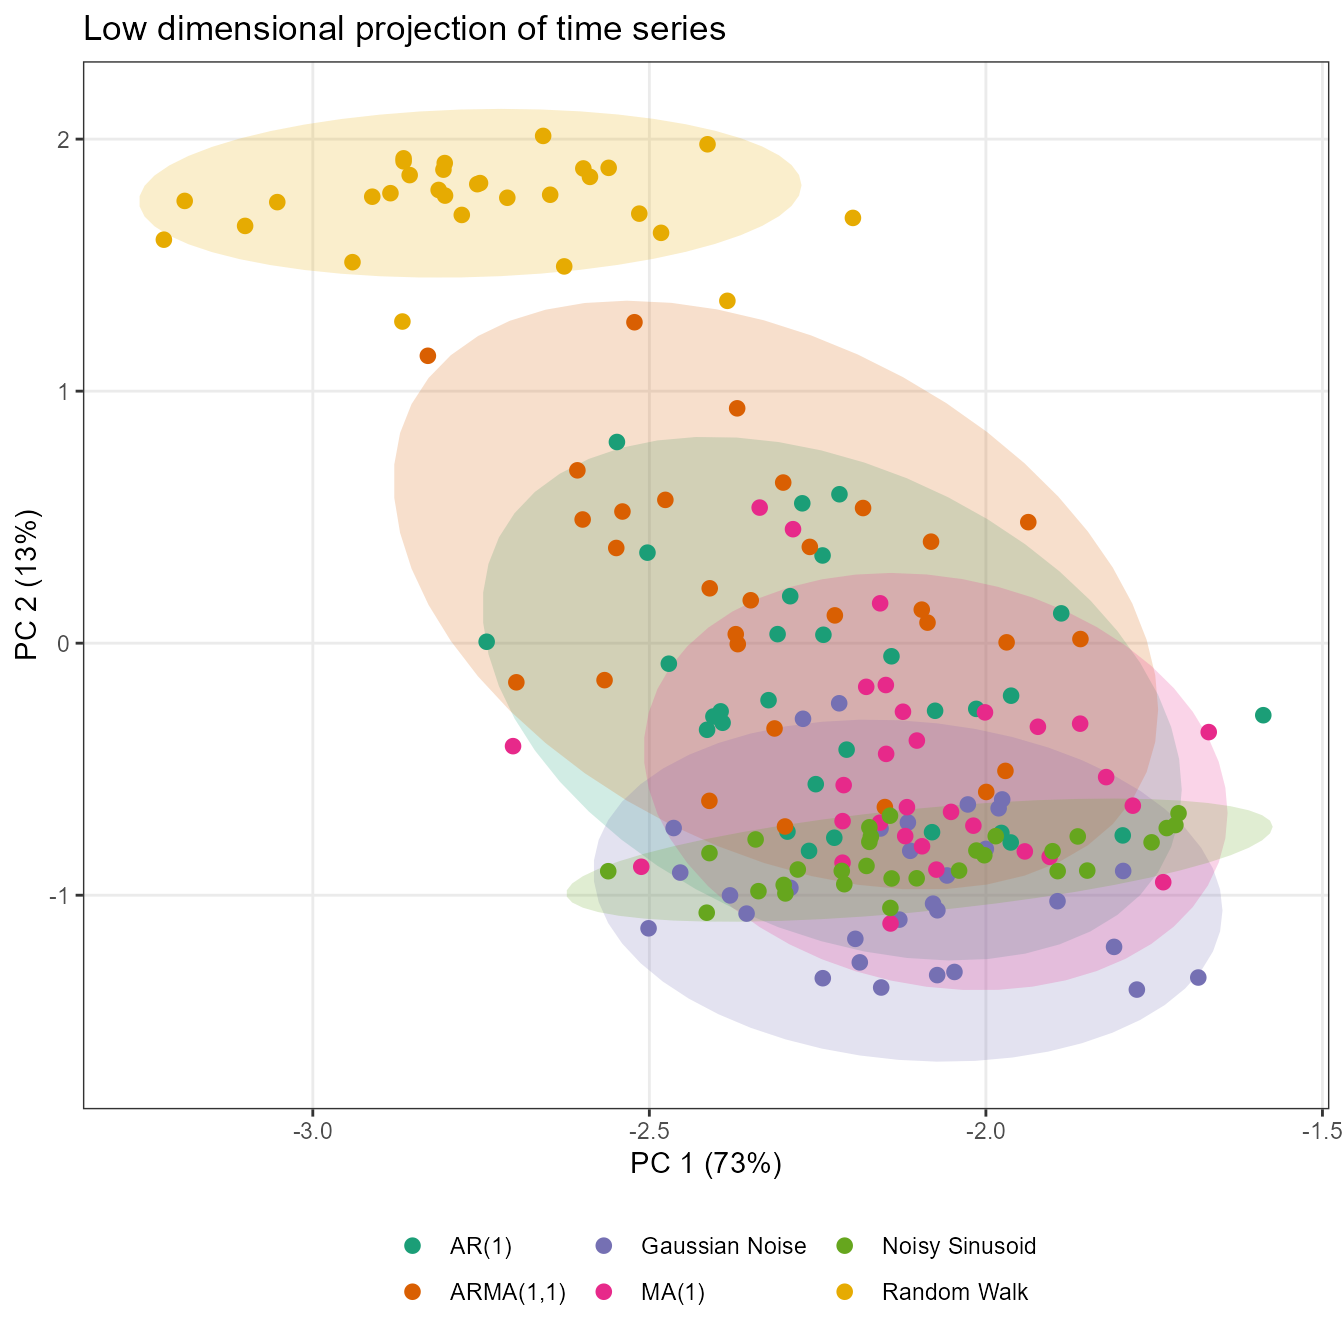 Low dimensional projection of time series
PC 2 (13%)
2
1
0
-1
-3.0 -2.5 -2.0 -1.5
PC 1 (73%)
AR(1) Gaussian Noise Noisy Sinusoid
ARMA(1,1) MA(1) Random Walk